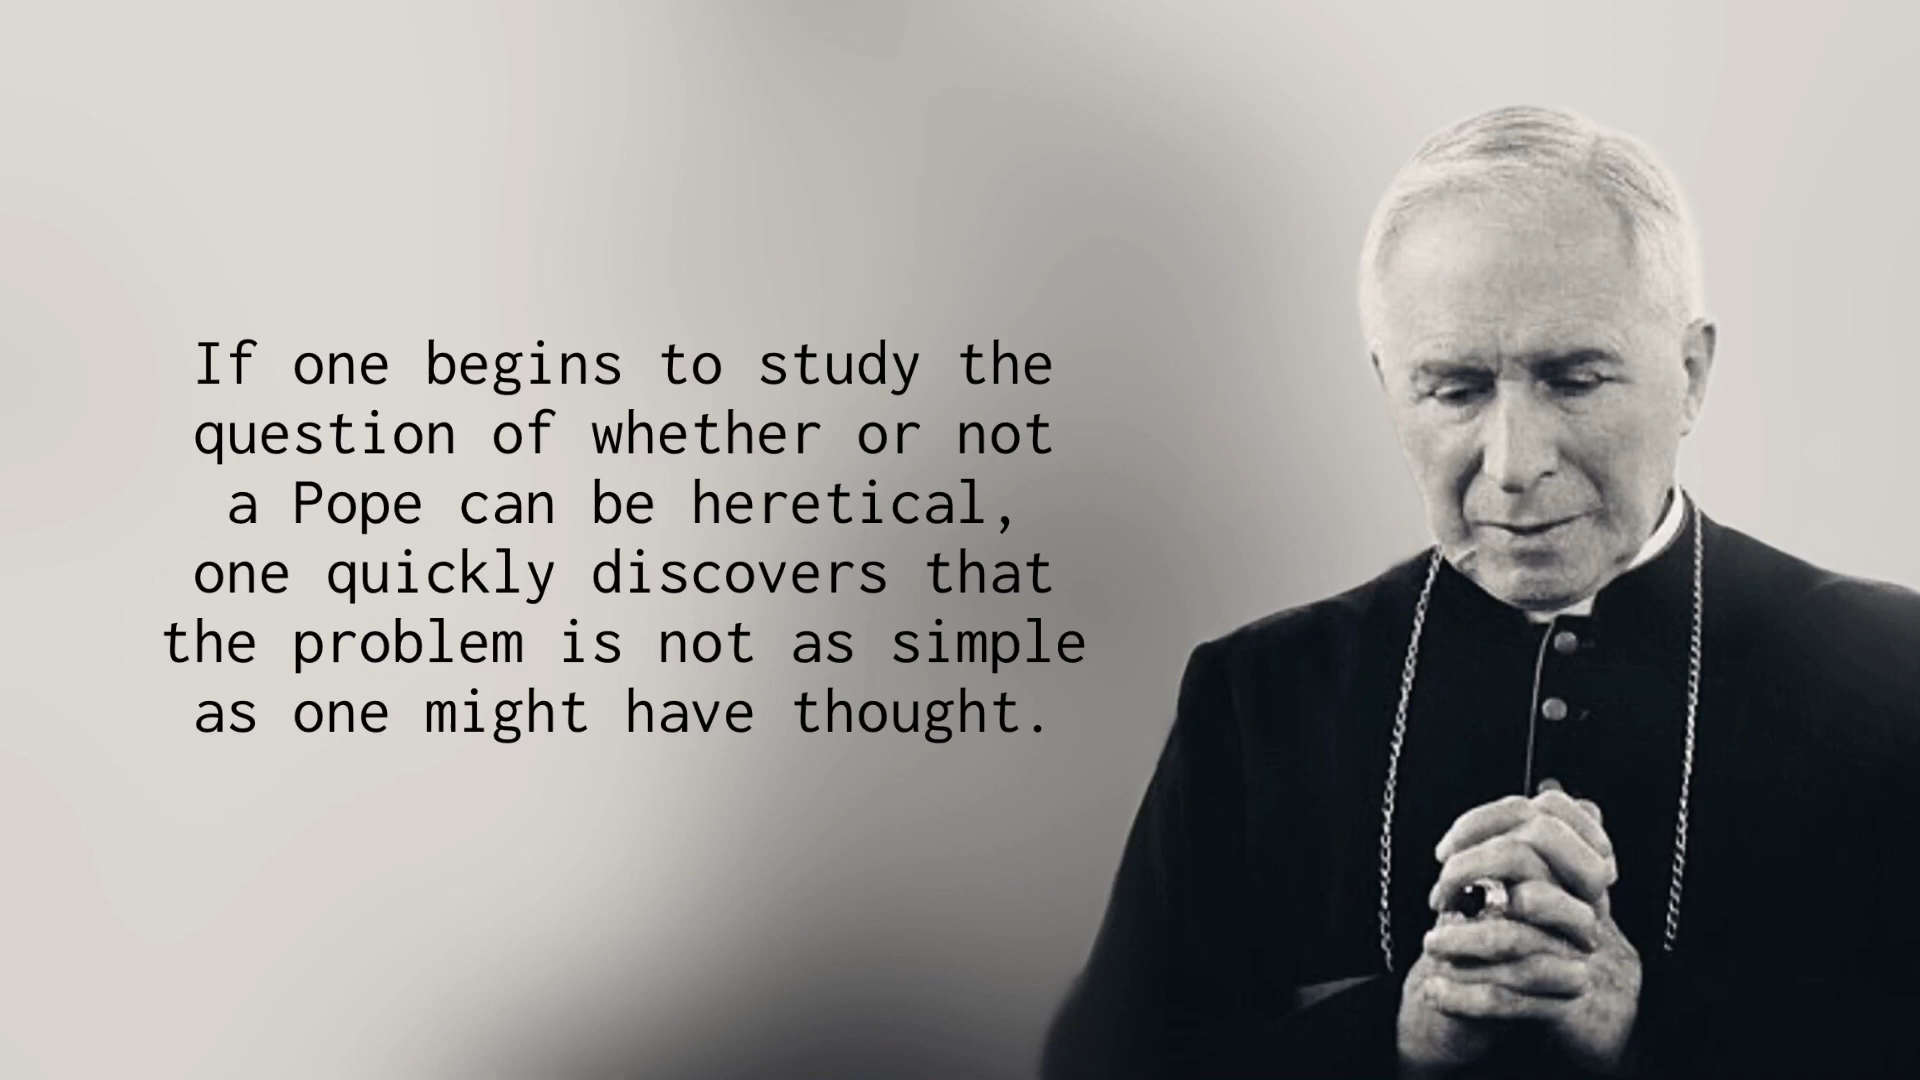 If one begins to study the
question of whether or not
a Pope can be heretical,
one quickly discovers that
the problem is not as simple
as one might have thought.